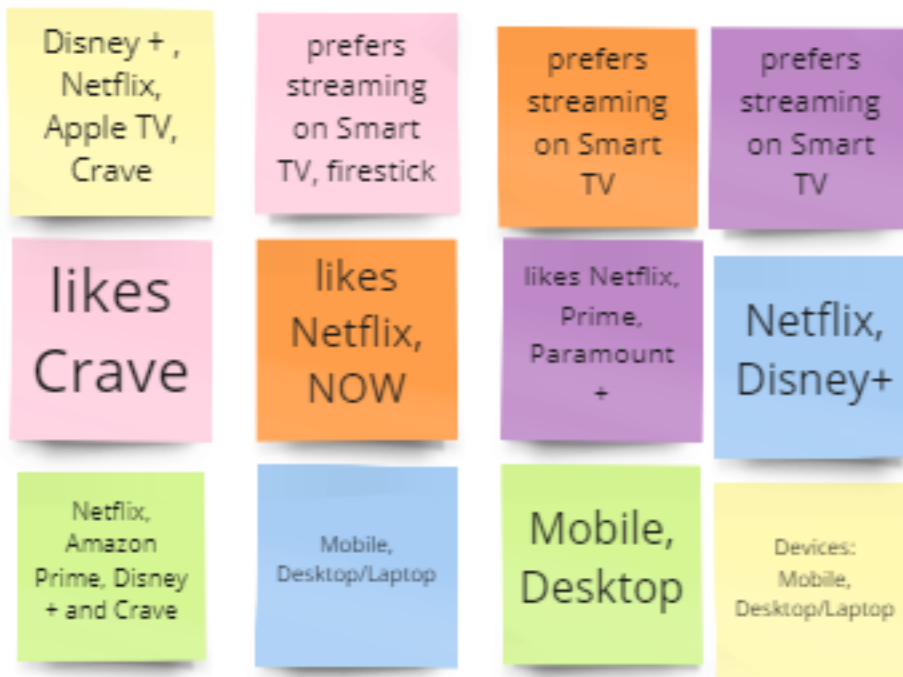 Disney + ,
Netflix,
Apple TV,
Crave
prefers
streaming
on Smart
TV, firestick
prefers
streaming
on Smart
TV
prefers
streaming
on Smart
TV
likes
Crave
likes
Netflix,
NOW
likes Netflix,
Prime,
Paramount
+
Netflix,
Disney+
Netflix,
Amazon
Prime, Disney
+ and Crave
Mobile,
Desktop/Laptop
Mobile,
Desktop
Devices:
Mobile,
Desktop/Laptop